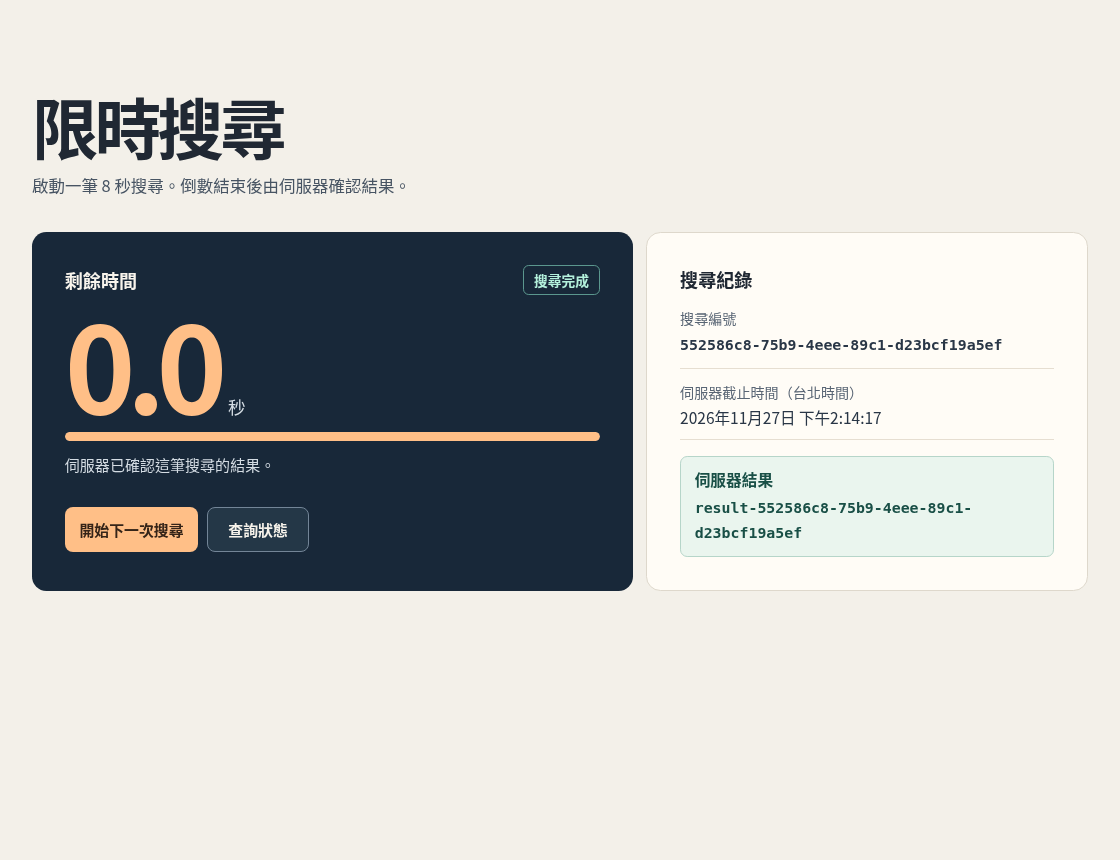 限時搜尋
啟動一筆 8 秒搜尋。倒數結束後由伺服器確認結果。
剩餘時間
搜尋完成
0.0 秒
伺服器已確認這筆搜尋的結果。
開始下一次搜尋
查詢狀態
搜尋紀錄
搜尋編號
552586c8-75b9-4eee-89c1-d23bcf19a5ef
伺服器截止時間（台北時間）
2026年11月27日 下午2:14:17
伺服器結果
result-552586c8-75b9-4eee-89c1-
d23bcf19a5ef